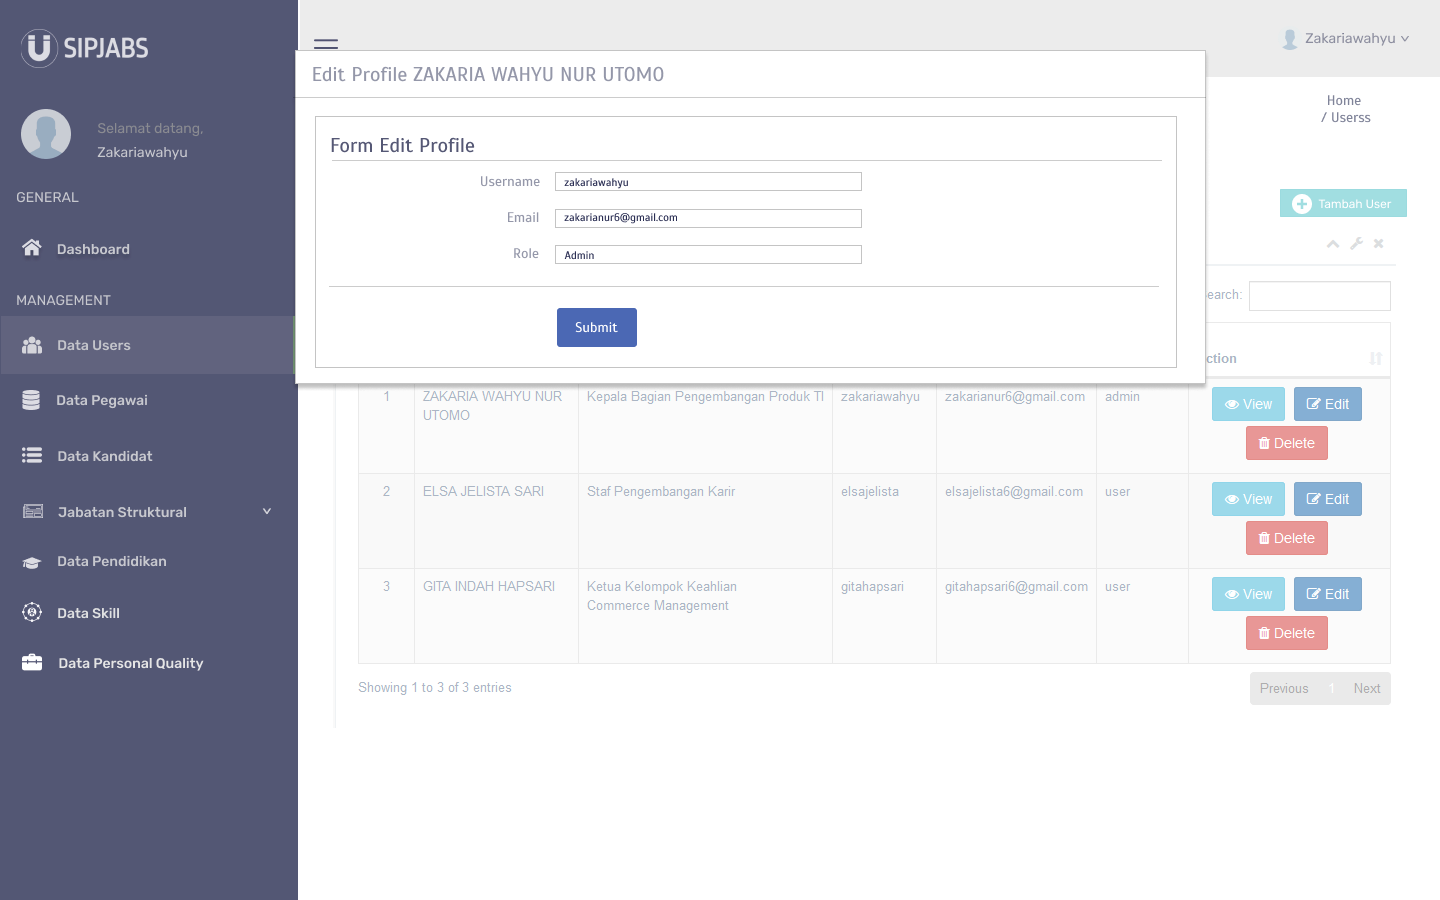 SIPJABS
Selamat datang,
Zakariawahyu
GENERAL
Dashboard
MANAGEMENT
Data Users
Data Pegawai
Data Kandidat
Jabatan Struktural
Data Pendidikan
Data Skill
Data Personal Quality
Zakariawahyu
Home
/ Userss
Edit Profile ZAKARIA WAHYU NUR UTOMO
Form Edit Profile
Username zakariawahyu
Email zakarianur6@gmail.com
Role Admin
Submit
Tambah User
earch:
ction
1 ZAKARIA WAHYU NUR Kepala Bagian Pengembangan Produk TI zakariawahyu zakarianur6@gmail.com admin View Edit
UTOMO
Delete
2 ELSA JELISTA SARI Staf Pengembangan Karir elsajelista elsajelista6@gmail.com user View Edit
Delete
3 GITA INDAH HAPSARI Ketua Kelompok Keahlian gitahapsari gitahapsari6@gmail.com user View Edit
Commerce Management
Delete
Showing 1 to 3 of 3 entries
Previous 1 Next